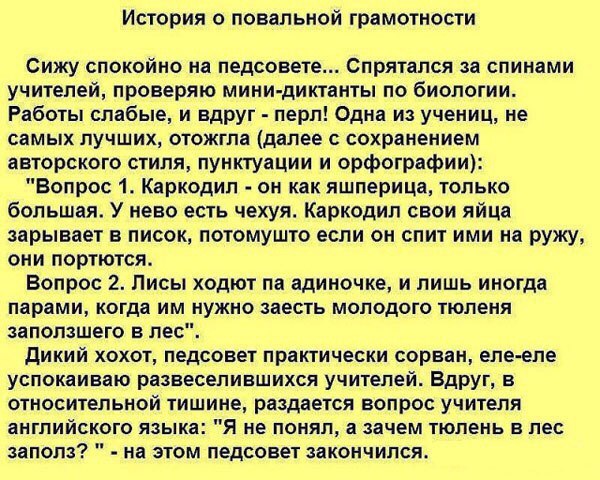 История о повальной грамотности
Сижу спокойно на педсовете... Спрятался за спинами
учителей, проверяю мини-диктанты по биологии.
Работы слабые, и вдруг - перл! Одна из учениц, не
самых лучших, отожгла (далее с сохранением
авторского стиля, пунктуации и орфографии):
"Вопрос 1. Каркодил - он как яшперица, только
большая. У нево есть чехуя. Каркодил свои яйца
зарывает в писок, потомушто если он спит ими на ружу,
они портются.
Вопрос 2. Лисы ходют па адиночке, и лишь иногда
парами, когда им нужно заесть молодого тюленя
заползшего в лес".
Дикий хохот, педсовет практически сорван, еле-еле
успокаиваю развеселившихся учителей. Вдруг, в
относительной тишине, раздается вопрос учителя
английского языка: "Я не понял, а зачем тюлень в лес
заполз? " - на этом педсовет закончился.